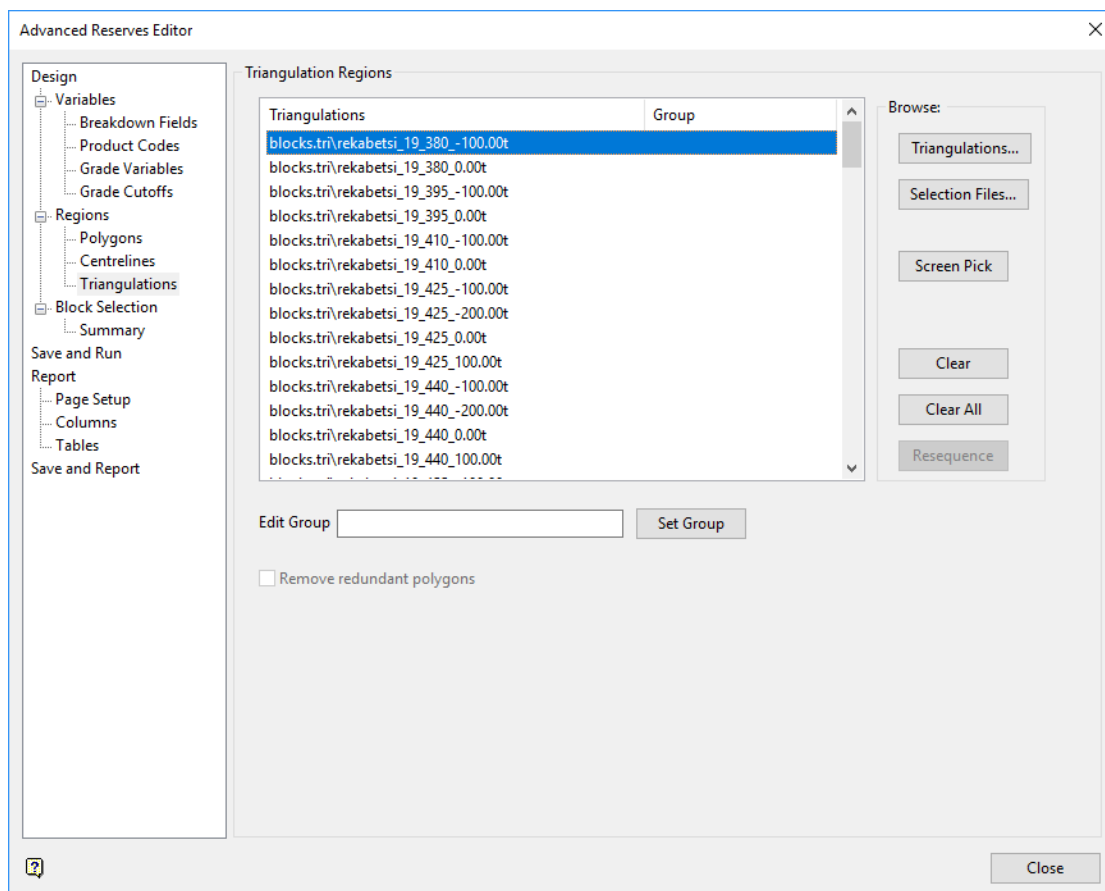 Advanced Reserves Editor
Design
Variables
Breakdown Fields
Product Codes
Grade Variables
Grade Cutoffs
Regions
Polygons
Centrelines
Triangulations
Block Selection
Summary
Save and Run
Report
Page Setup
Columns
Tables
Save and Report
Triangulation Regions
Triangulations Group
blocks.tri\rekabetsi_19_380_-100.00t
blocks.tri\rekabetsi_19_380_0.00t
blocks.tri\rekabetsi_19_395_-100.00t
blocks.tri\rekabetsi_19_395_0.00t
blocks.tri\rekabetsi_19_410_-100.00t
blocks.tri\rekabetsi_19_410_0.00t
blocks.tri\rekabetsi_19_425_-100.00t
blocks.tri\rekabetsi_19_425_-200.00t
blocks.tri\rekabetsi_19_425_0.00t
blocks.tri\rekabetsi_19_425_100.00t
blocks.tri\rekabetsi_19_440_-100.00t
blocks.tri\rekabetsi_19_440_-200.00t
blocks.tri\rekabetsi_19_440_0.00t
blocks.tri\rekabetsi_19_440_100.00t
Browse:
Triangulations...
Selection Files...
Screen Pick
Clear
Clear All
Resequence
Edit Group
Set Group
Remove redundant polygons
Close